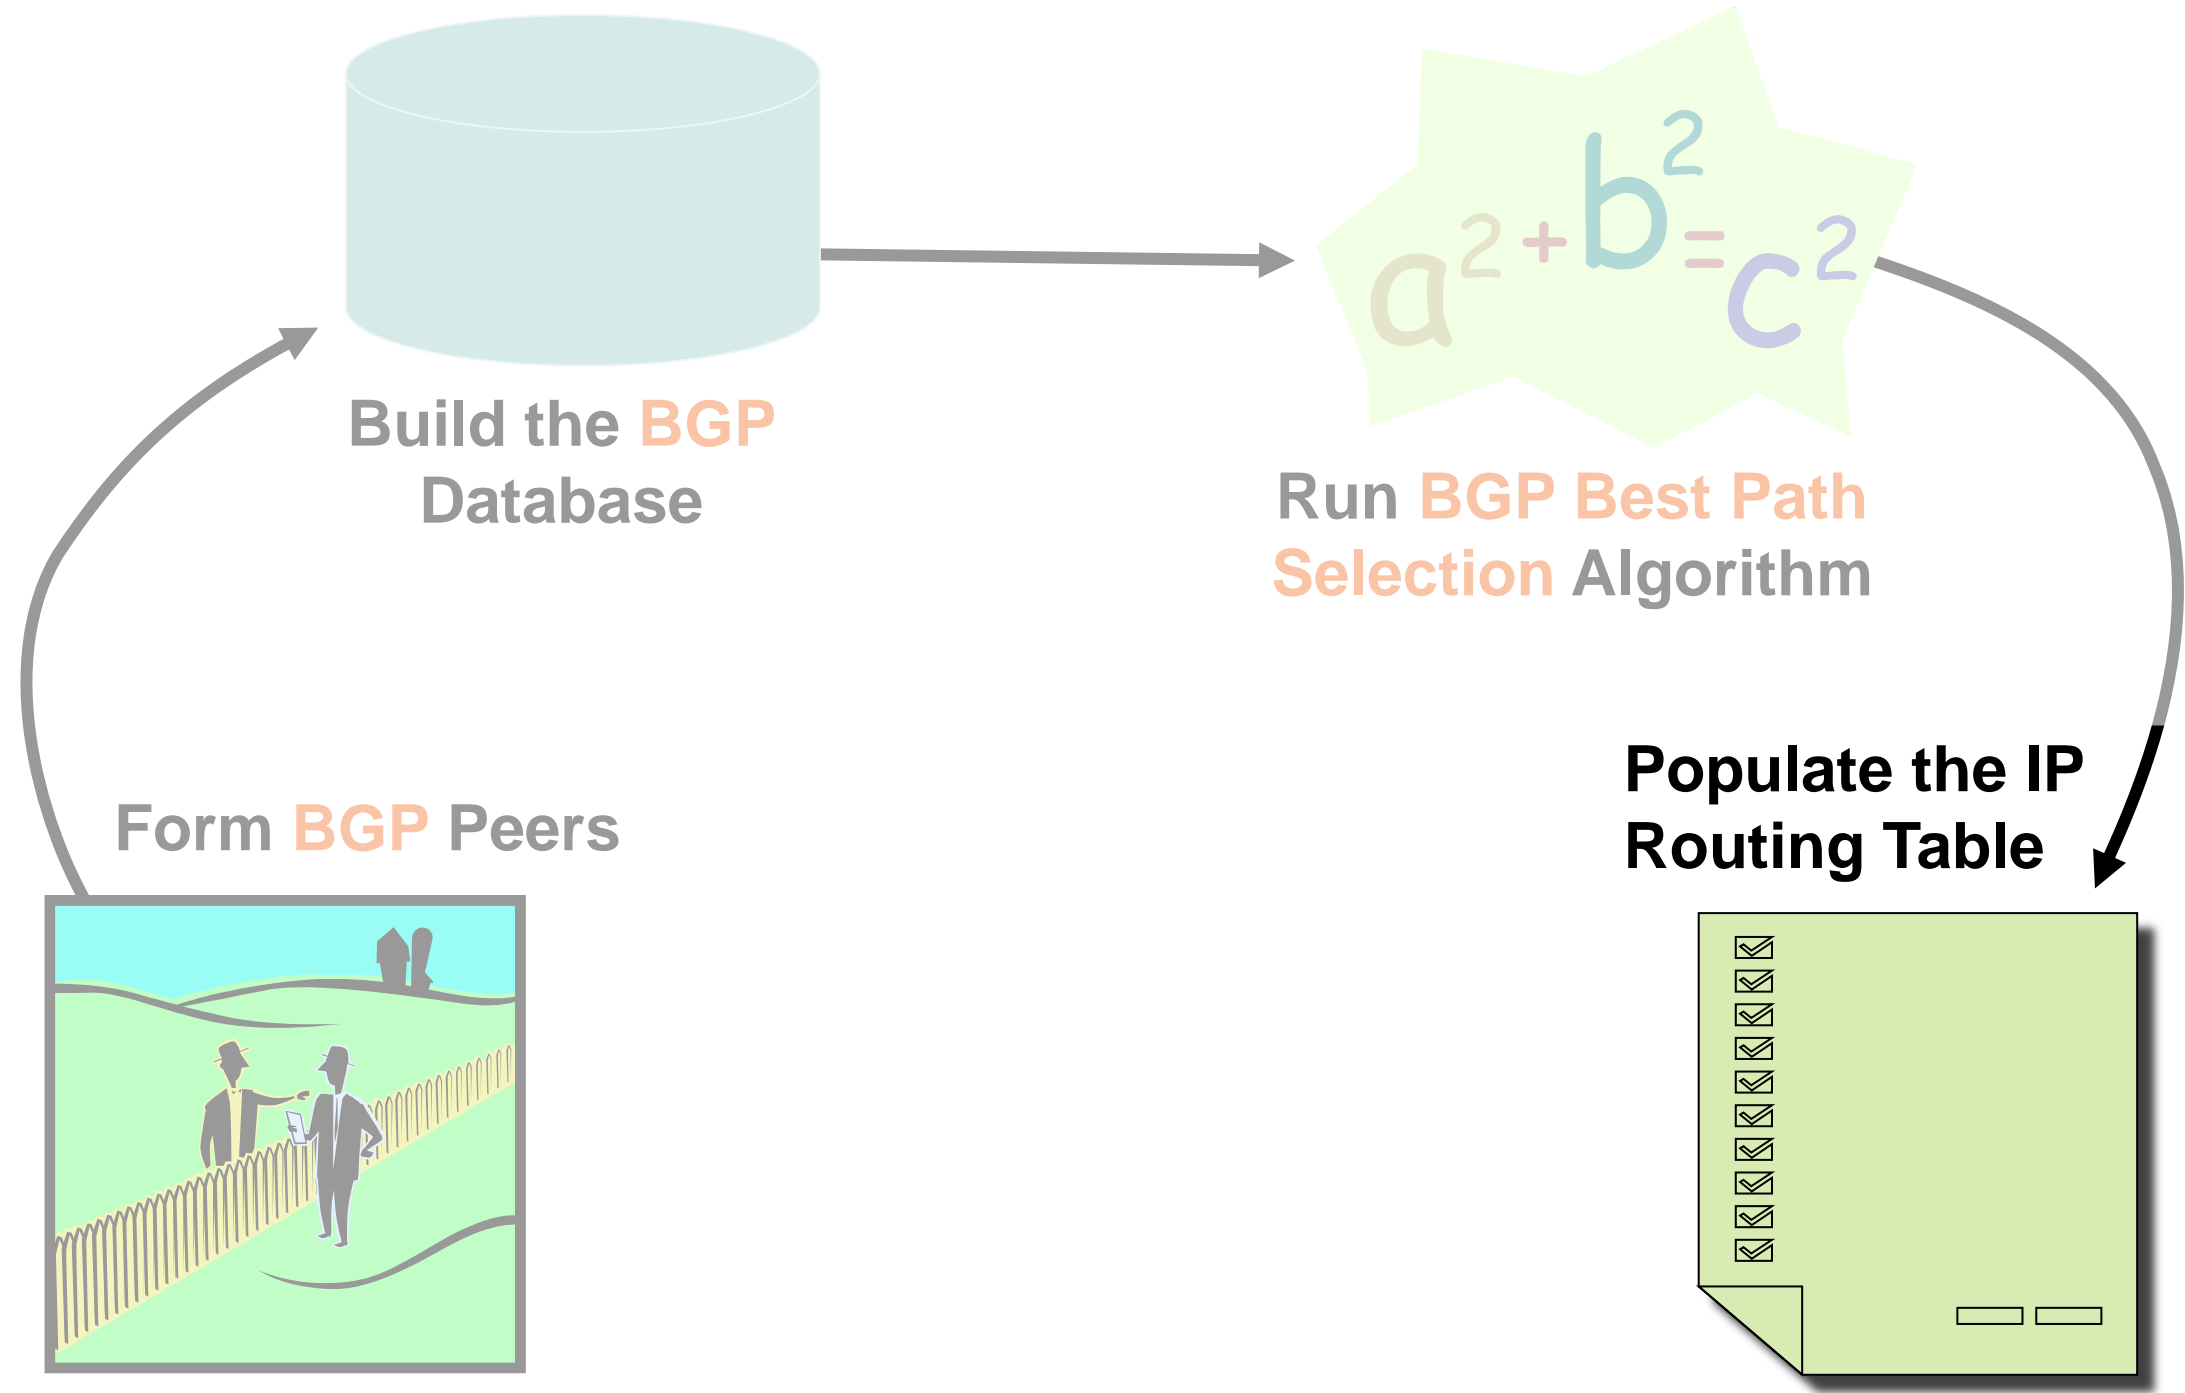 Build the BGP
Database
a² + b² = c²
Run BGP Best Path
Selection Algorithm
Form BGP Peers
Populate the IP
Routing Table